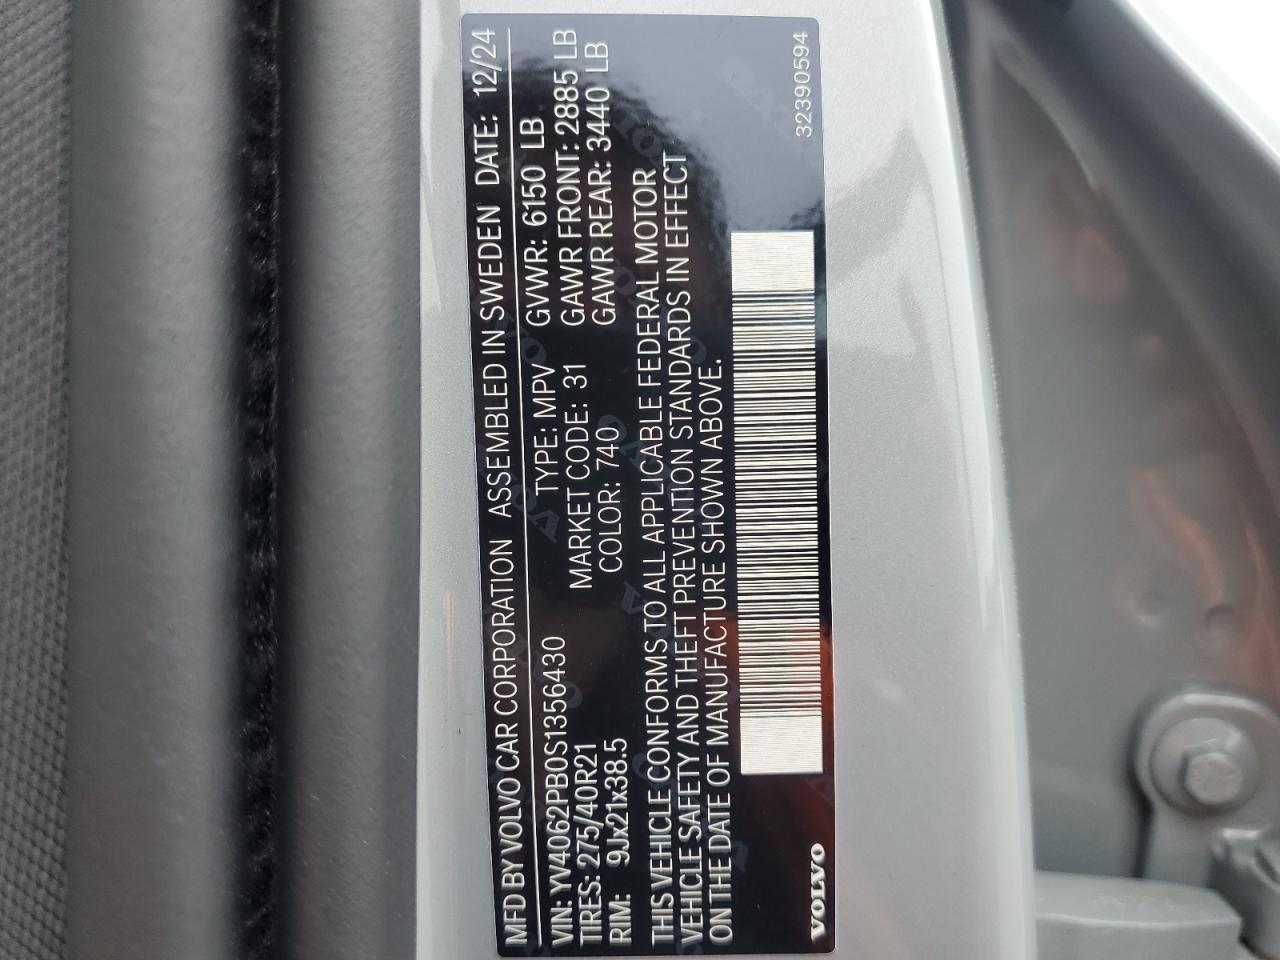 MFD BY VOLVO CAR CORPORATION ASSEMBLED IN SWEDEN DATE: 12/24
VIN: YV4062PB0S1356430 TYPE: MPV GVWR: 6150 LB
TIRES: 275/40R21 MARKET CODE: 31 GAWR FRONT: 2885 LB
RIM: 9Jx21x38.5 COLOR: 740 GAWR REAR: 3440 LB
THIS VEHICLE CONFORMS TO ALL APPLICABLE FEDERAL MOTOR
VEHICLE SAFETY AND THEFT PREVENTION STANDARDS IN EFFECT
ON THE DATE OF MANUFACTURE SHOWN ABOVE.
VOLVO 32390594